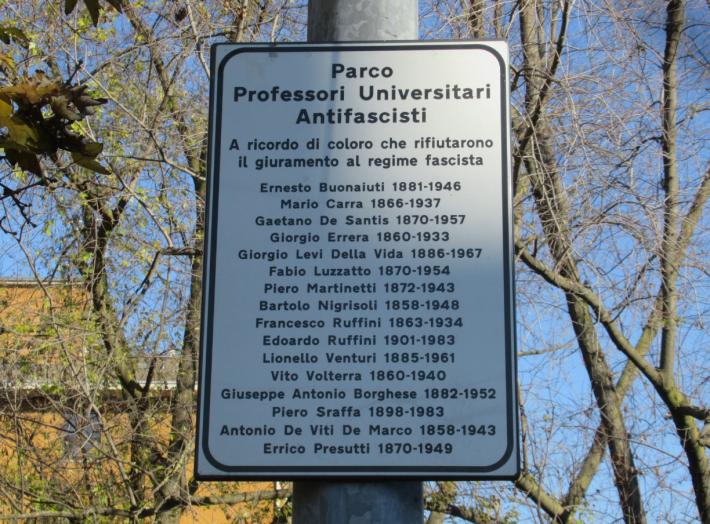 Parco
Professori Universitari
Antifascisti
A ricordo di coloro che rifiutarono
il giuramento al regime fascista
Ernesto Buonaiuti 1881-1946
Mario Carra 1866-1937
Gaetano De Santis 1870-1957
Giorgio Errera 1860-1933
Giorgio Levi Della Vida 1886-1967
Fabio Luzzatto 1870-1954
Piero Martinetti 1872-1943
Bartolo Nigrisoli 1858-1948
Francesco Ruffini 1863-1934
Edoardo Ruffini 1901-1983
Lionello Venturi 1885-1961
Vito Volterra 1860-1940
Giuseppe Antonio Borghese 1882-1952
Piero Sraffa 1898-1983
Antonio De Viti De Marco 1858-1943
Errico Presutti 1870-1949